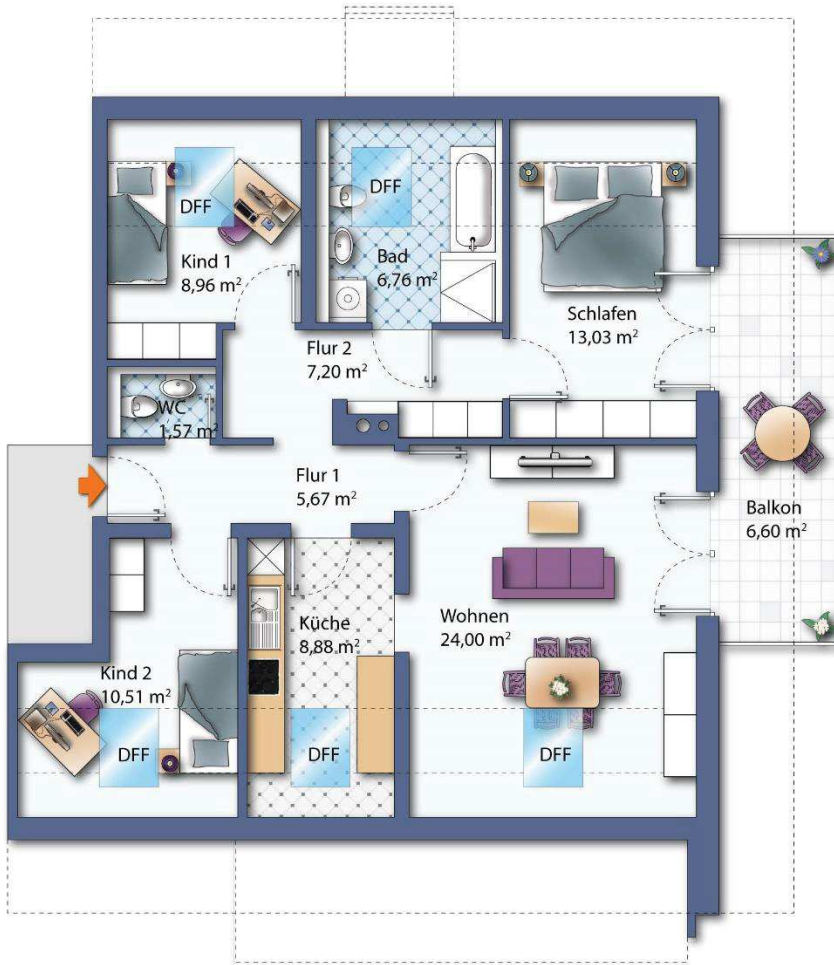 DFF
Kind 1
8,96 m²
DFF
Bad
6,76 m²
Schlafen
13,03 m²
Flur 2
7,20 m²
WC
1,57 m²
Flur 1
5,67 m²
Balkon
6,60 m²
Küche
8,88 m²
Wohnen
24,00 m²
Kind 2
10,51 m²
DFF
DFF
DFF